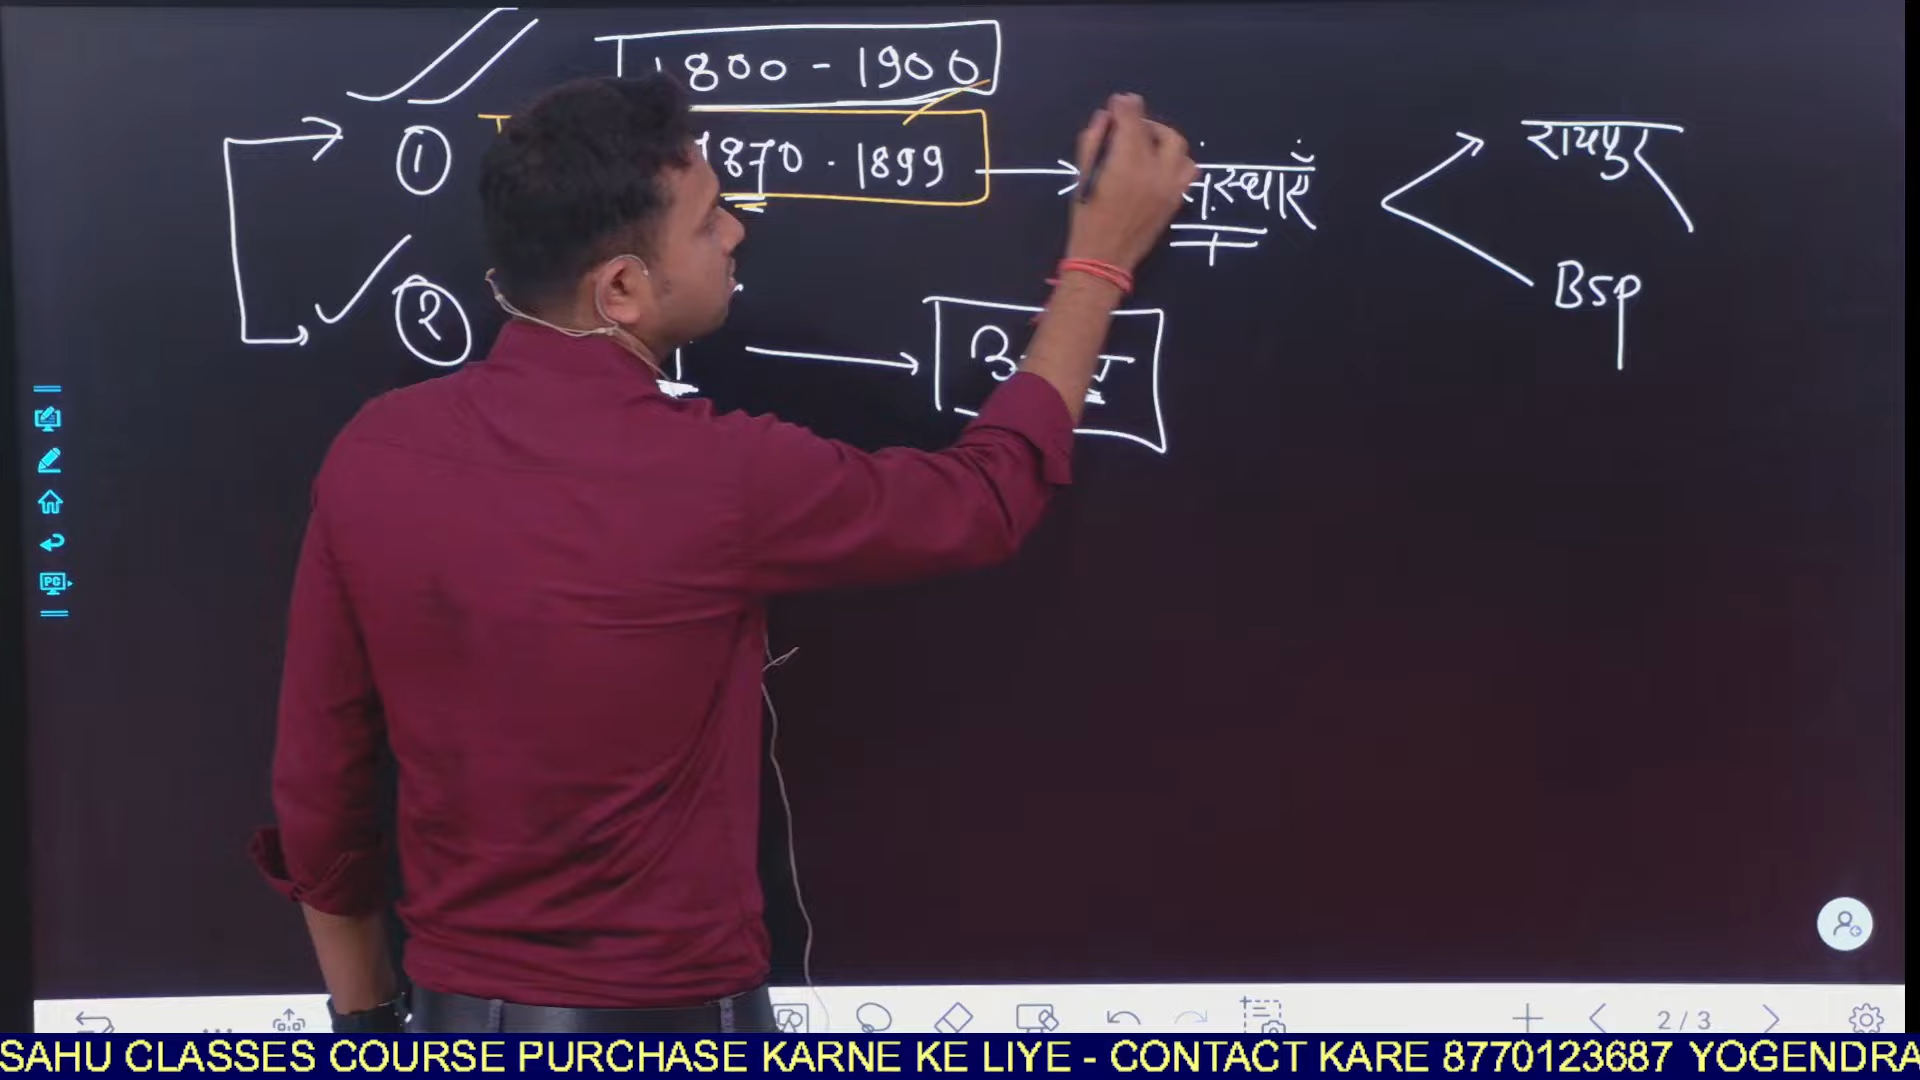 1800 - 1900
① 1870 - 1899 संस्थाएँ रायपुर
② Bsp
PC
2/3
SAHU CLASSES COURSE PURCHASE KARNE KE LIYE - CONTACT KARE 8770123687 YOGENDRA